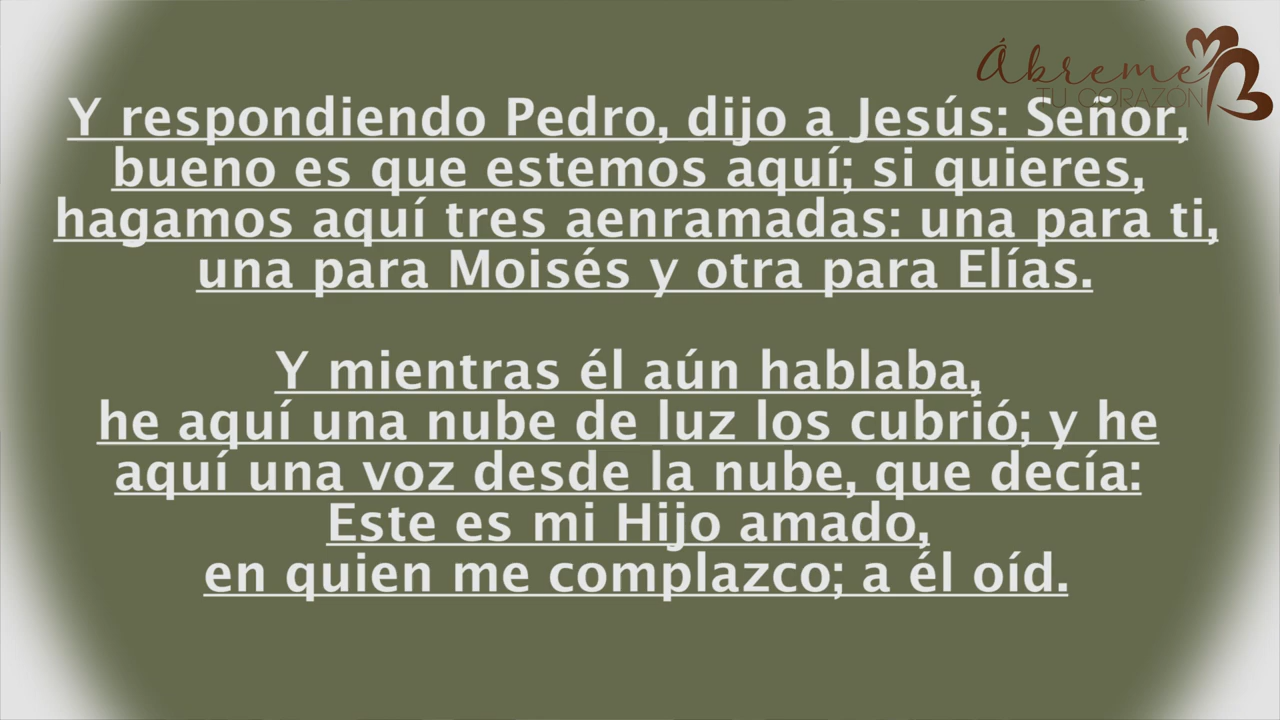 Ábreme
TU CORAZÓN
Y respondiendo Pedro, dijo a Jesús: Señor,
bueno es que estemos aquí; si quieres,
hagamos aquí tres aenramadas: una para ti,
una para Moisés y otra para Elías.
Y mientras él aún hablaba,
he aquí una nube de luz los cubrió; y he
aquí una voz desde la nube, que decía:
Este es mi Hijo amado,
en quien me complazco; a él oíd.